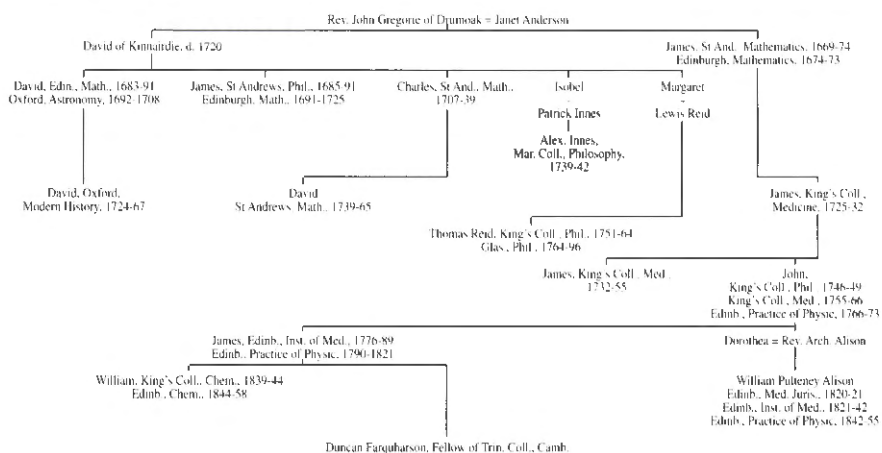 Rev. John Gregorie of Drumoak = Janet Anderson
David of Kinnairdie, d. 1720
James, St And., Mathematics, 1669-74
Edinburgh, Mathematics, 1674-73
David, Edin., Math., 1683-91
Oxford, Astronomy, 1692-1708
James, St Andrews, Phil., 1685-91
Edinburgh, Math., 1691-1725
Charles, St And., Math.,
1707-39
Isobel
-
Patrick Innes
Margaret
-
Lewis Reid
Alex. Innes,
Mar. Coll., Philosophy,
1739-42
David, Oxford,
Modern History, 1724-67
David
St Andrews, Math., 1739-65
James, King's Coll.,
Medicine, 1725-32
Thomas Reid, King's Coll., Phil., 1751-64
Glas., Phil., 1764-96
James, King's Coll., Med.,
1732-55
John,
King's Coll., Phil., 1746-49
King's Coll., Med., 1755-66
Edinb., Practice of Physic, 1766-73
James, Edinb., Inst. of Med., 1776-89
Edinb., Practice of Physic, 1790-1821
Dorothea = Rev. Arch. Alison
William, King's Coll., Chem., 1839-44
Edinb., Chem., 1844-58
William Pulteney Alison
Edinb., Med. Juris., 1820-21
Edinb., Inst. of Med., 1821-42
Edinb., Practice of Physic, 1842-55
Duncan Farquharson, Fellow of Trin. Coll., Camb.